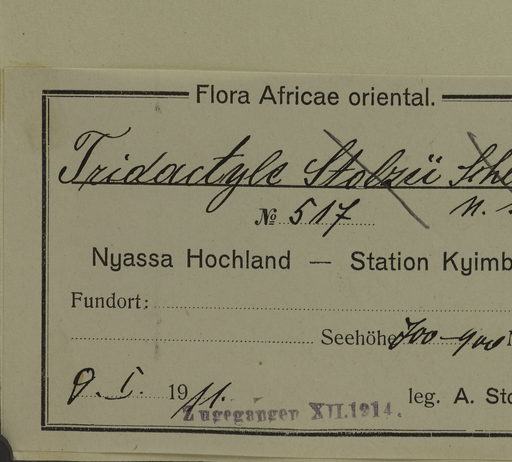 Flora Africae oriental.
Tridactyle Stolzii Schl
n.
№ 517
Nyassa Hochland — Station Kyimb
Fundort:
Seehöhe 700-900
9. I. 1911.
leg. A. Sto
Zugegangen XII.1914.